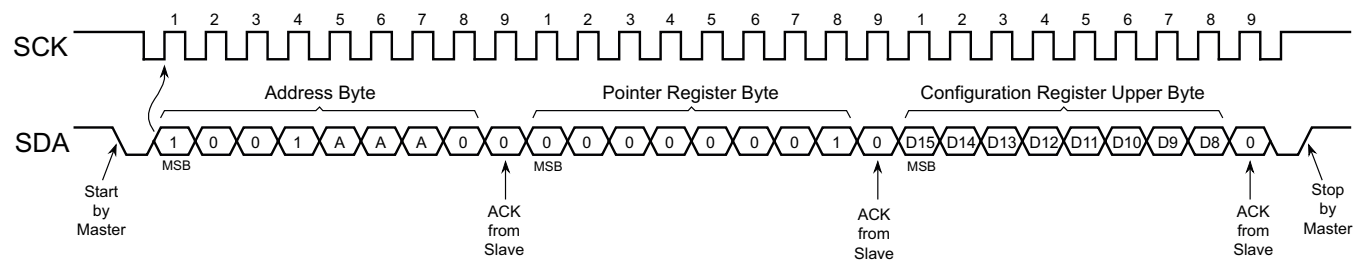 1 2 3 4 5 6 7 8 9 1 2 3 4 5 6 7 8 9 1 2 3 4 5 6 7 8 9
SCK
Address Byte Pointer Register Byte Configuration Register Upper Byte
SDA 1 0 0 1 A A A 0 0 0 0 0 0 0 0 0 1 0 D15 D14 D13 D12 D11 D10 D9 D8 0
MSB MSB MSB
Start
by
Master
ACK
from
Slave
ACK
from
Slave
ACK
from
Slave
Stop
by
Master